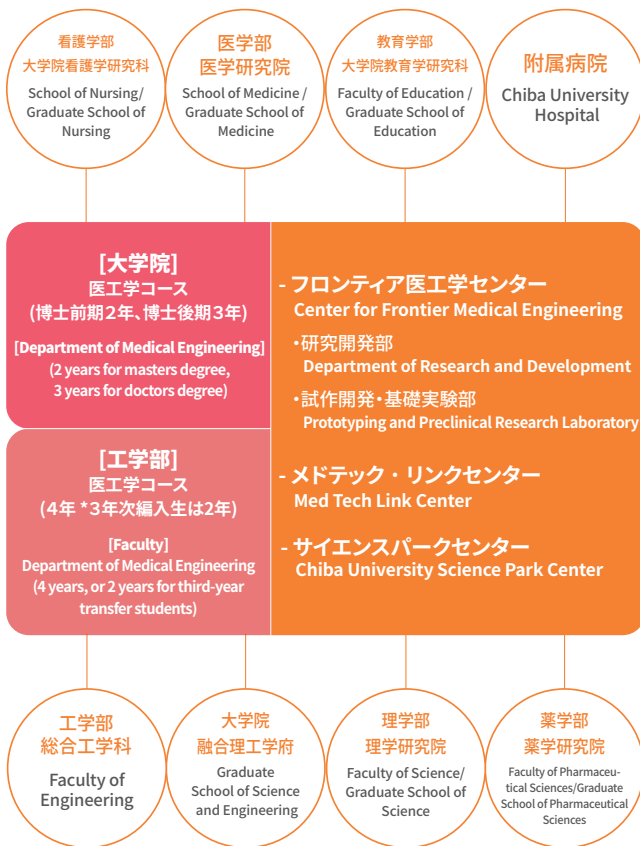 看護学部
大学院看護学研究科
School of Nursing/
Graduate School of
Nursing
医学部
医学研究院
School of Medicine /
Graduate School of
Medicine
教育学部
大学院教育学研究科
Faculty of Education /
Graduate School of
Education
附属病院
Chiba University
Hospital
[大学院]
医工学コース
(博士前期2年、博士後期3年)
[Department of Medical Engineering]
(2 years for masters degree,
3 years for doctors degree)
[工学部]
医工学コース
(4年 *3年次編入生は2年)
[Faculty]
Department of Medical Engineering
(4 years, or 2 years for third-year
transfer students)
- フロンティア医工学センター
Center for Frontier Medical Engineering
・研究開発部
Department of Research and Development
・試作開発・基礎実験部
Prototyping and Preclinical Research Laboratory
- メドテック・リンクセンター
Med Tech Link Center
- サイエンスパークセンター
Chiba University Science Park Center
工学部
総合工学科
Faculty of
Engineering
大学院
融合理工学府
Graduate
School of Science
and Engineering
理学部
理学研究院
Faculty of Science/
Graduate School of
Science
薬学部
薬学研究院
Faculty of Pharmaceu-
tical Sciences/Graduate
School of Pharmaceutical
Sciences